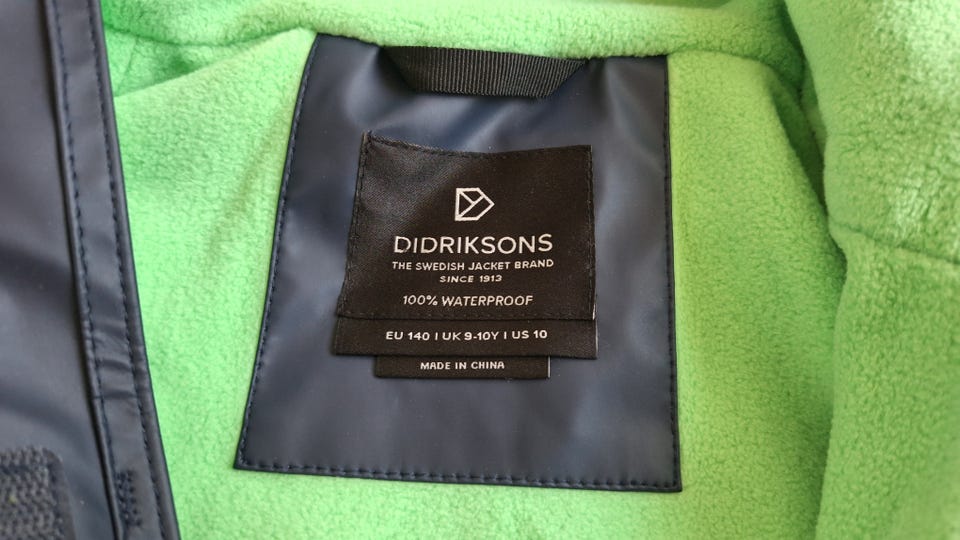 DIDRIKSONS
THE SWEDISH JACKET BRAND
SINCE 1913
100% WATERPROOF
EU 140 I UK 9-10Y I US 10
MADE IN CHINA